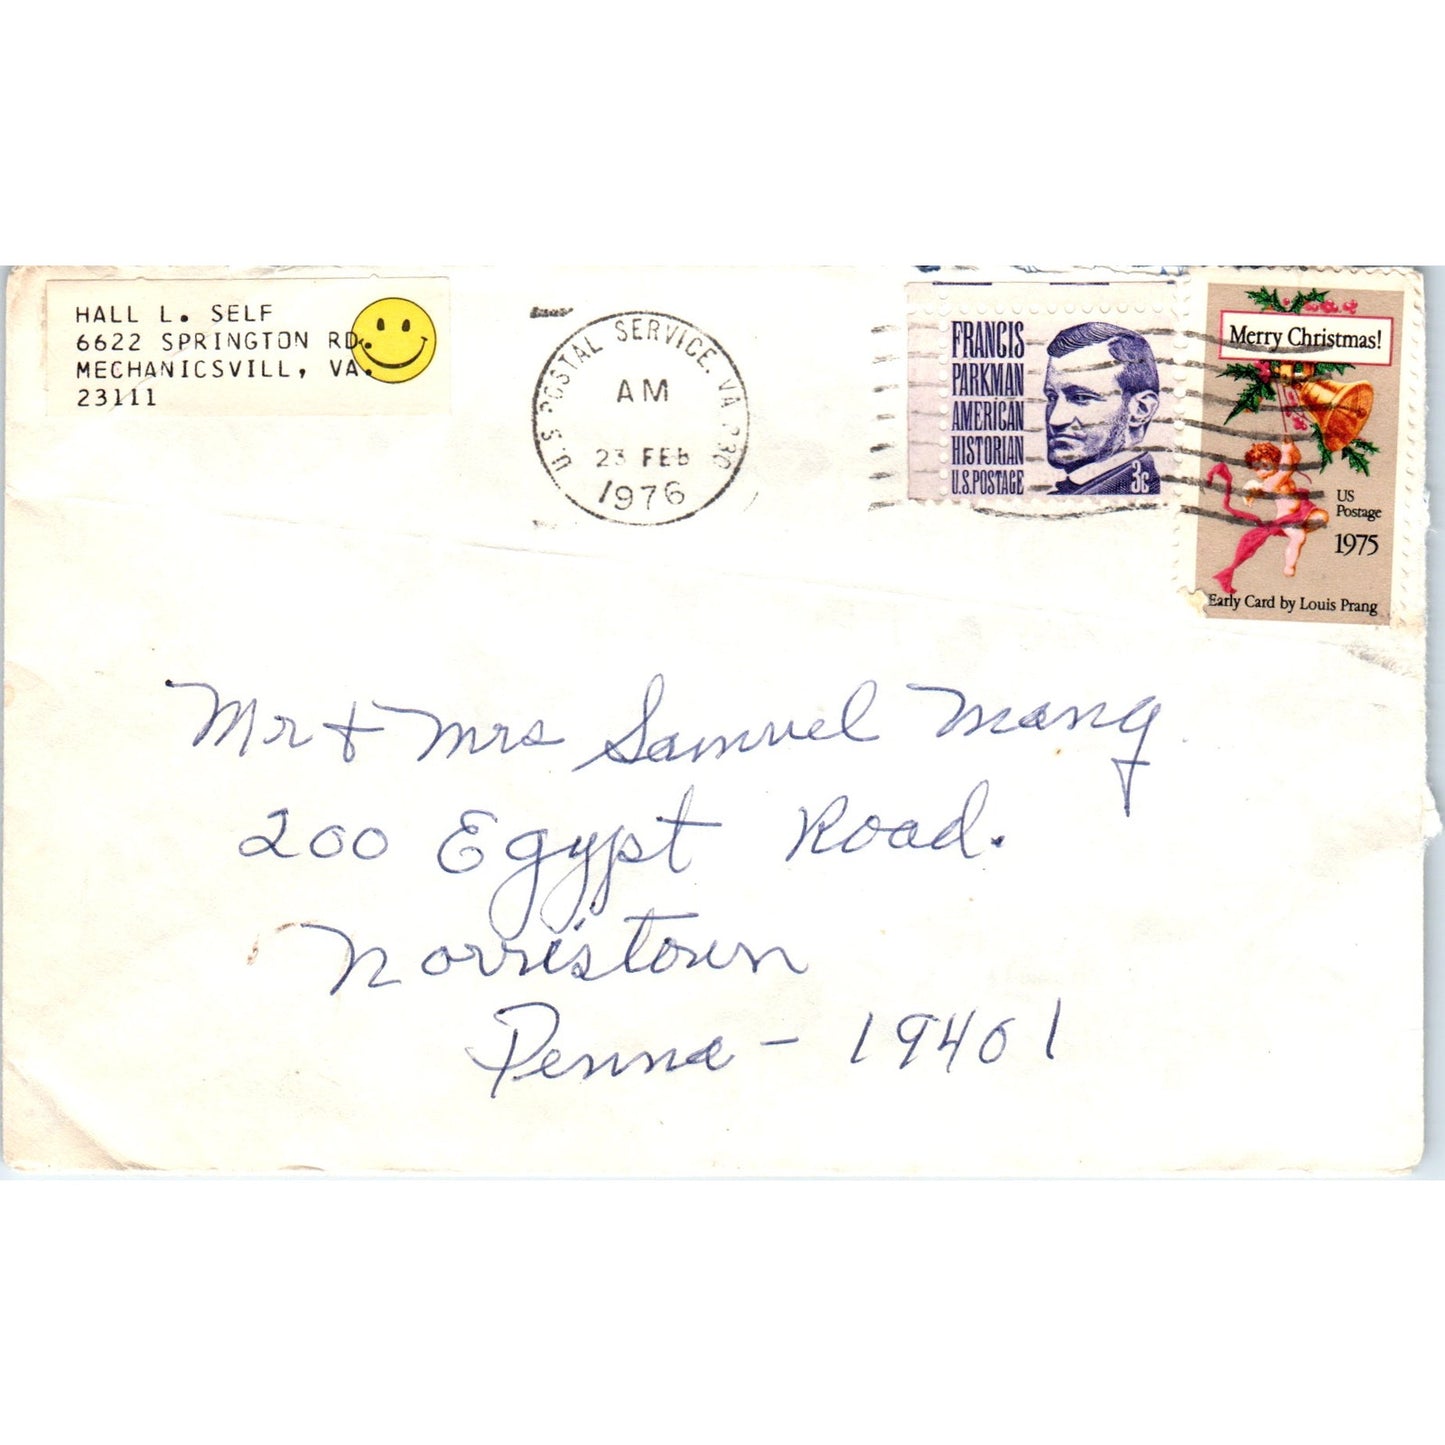 HALL L. SELF
6622 SPRINGTON RD.
MECHANICSVILL, VA.
23111
U.S. POSTAL SERVICE, VA 230
AM
23 FEB
1976
FRANCIS
PARKMAN
AMERICAN
HISTORIAN
U.S. POSTAGE
3c
Merry Christmas!
US
Postage
1975
Early Card by Louis Prang
Mr & Mrs Samuel Mang
200 Egypt Road.
Norristown
Penna - 19401